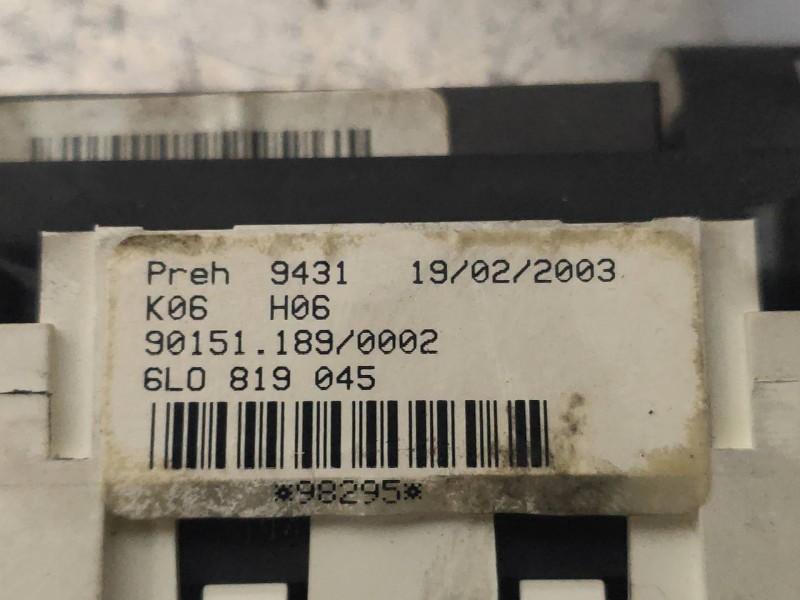 Preh 9431 19/02/2003
K06 H06
90151.189/0002
6L0 819 045
*98295*